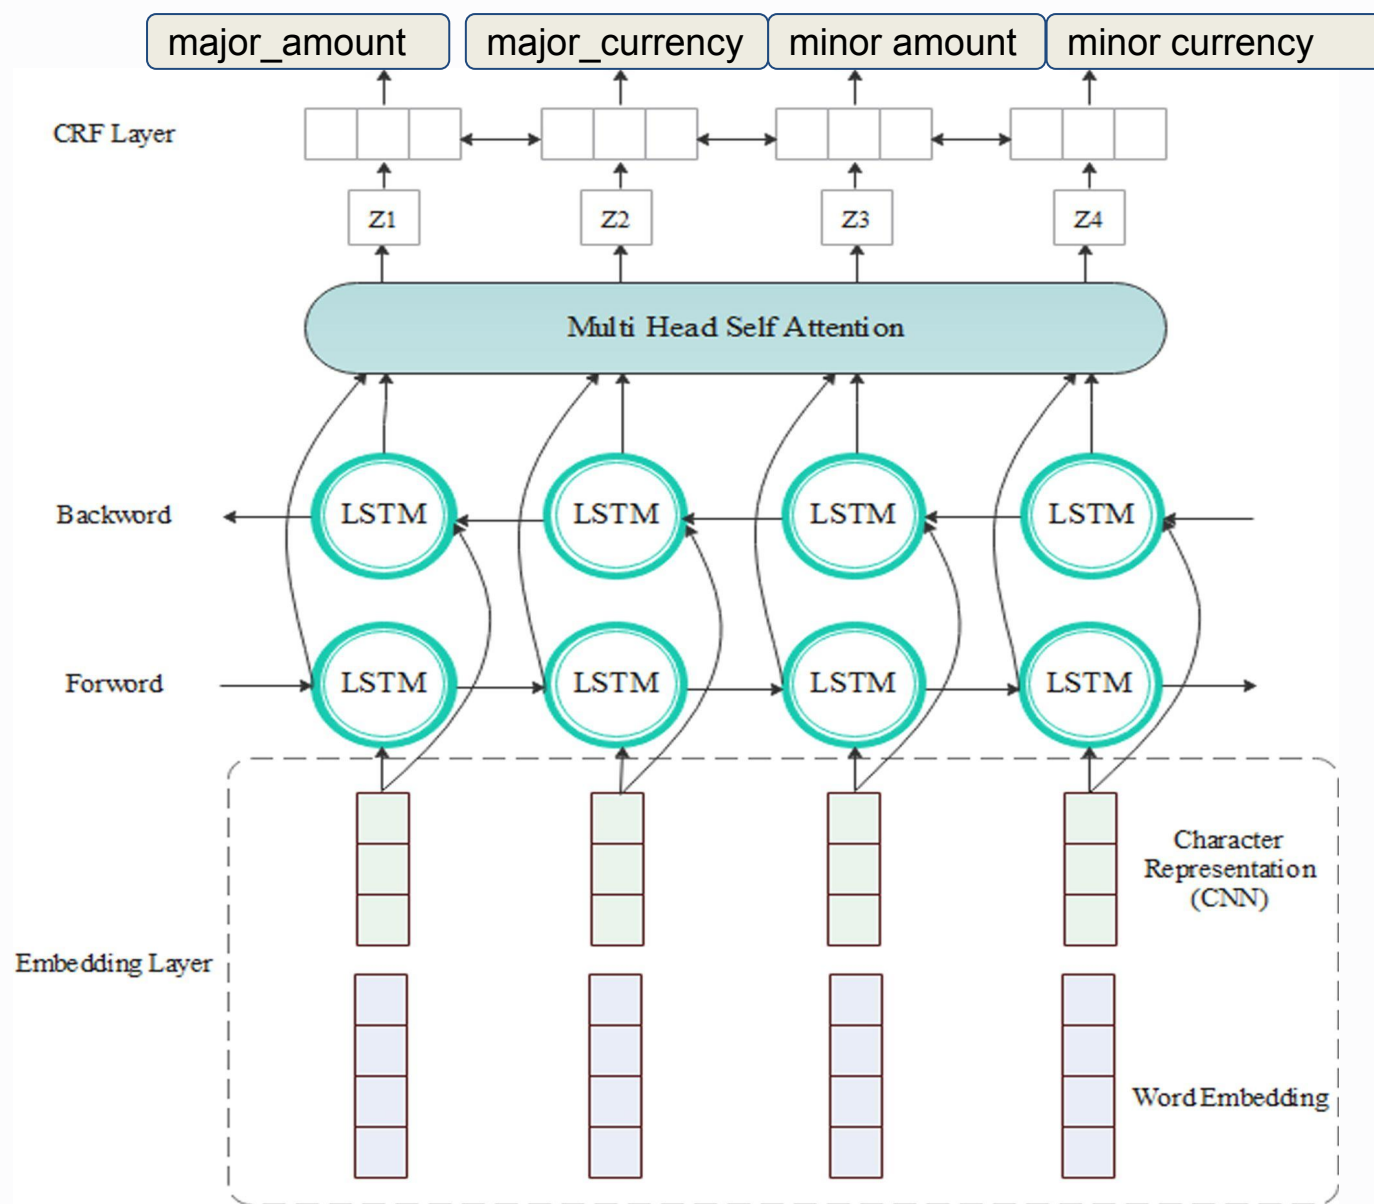 major_amount
major_currency
minor amount
minor currency
CRF Layer
Z1
Z2
Z3
Z4
Multi Head Self Attention
Backword
LSTM
LSTM
LSTM
LSTM
Forword
LSTM
LSTM
LSTM
LSTM
Character
Representation
(CNN)
Embedding Layer
Word Embedding